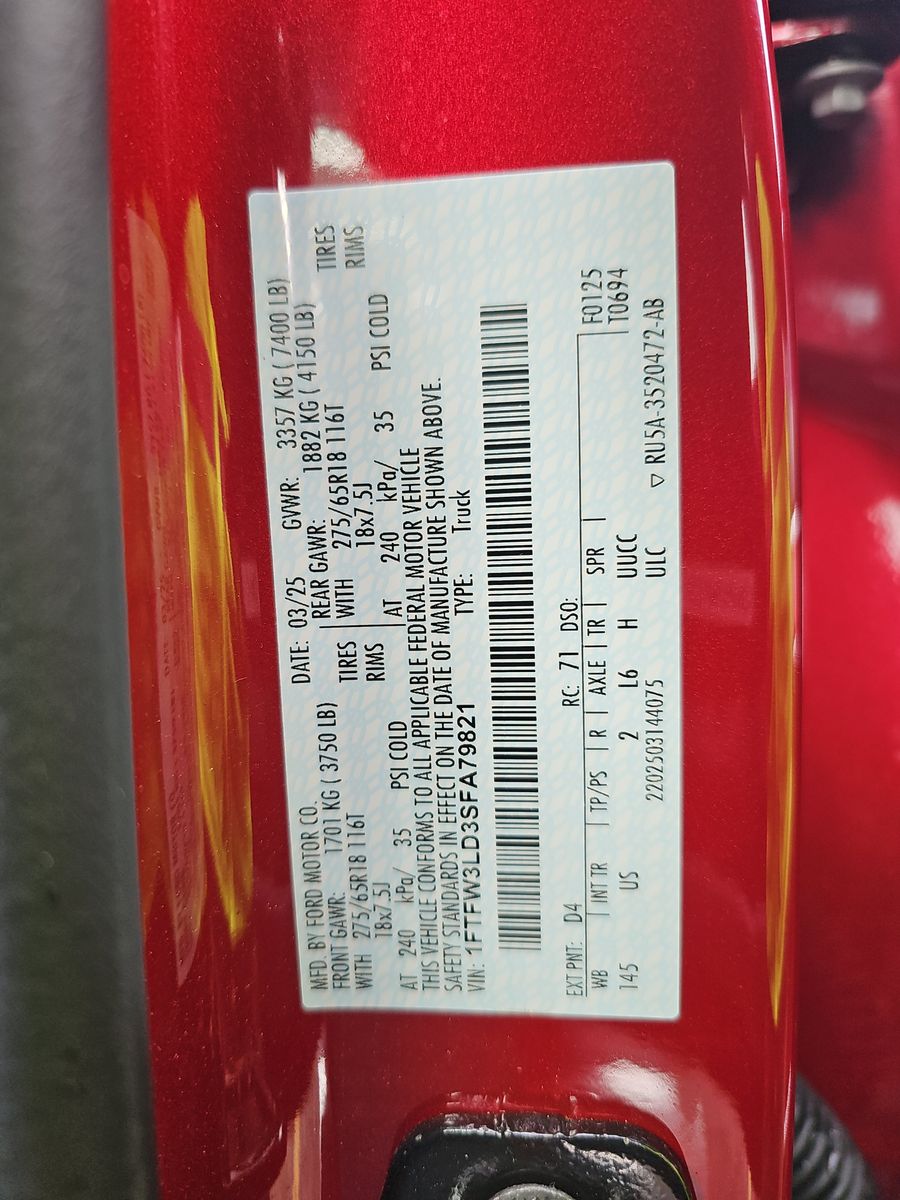 MFD. BY FORD MOTOR CO. DATE: 03/25 GVWR: 3357 KG ( 7400 LB)
FRONT GAWR: 1701 KG ( 3750 LB) REAR GAWR: 1882 KG ( 4150 LB)
WITH 275/65R18 116T TIRES WITH 275/65R18 116T TIRES
18x7.5J RIMS 18x7.5J RIMS
AT 240 kPa/ 35 PSI COLD AT 240 kPa/ 35 PSI COLD
THIS VEHICLE CONFORMS TO ALL APPLICABLE FEDERAL MOTOR VEHICLE
SAFETY STANDARDS IN EFFECT ON THE DATE OF MANUFACTURE SHOWN ABOVE.
VIN: 1FTFW3LD3SFA79821 TYPE: Truck
EXT PNT: D4 RC: 71 DSO: F0125
WB | INT TR | TP/PS | R | AXLE | TR | SPR | T0694
145 US 2 L6 H UUCC
2202503144075 ULC ▽ RU5A-3520472-AB